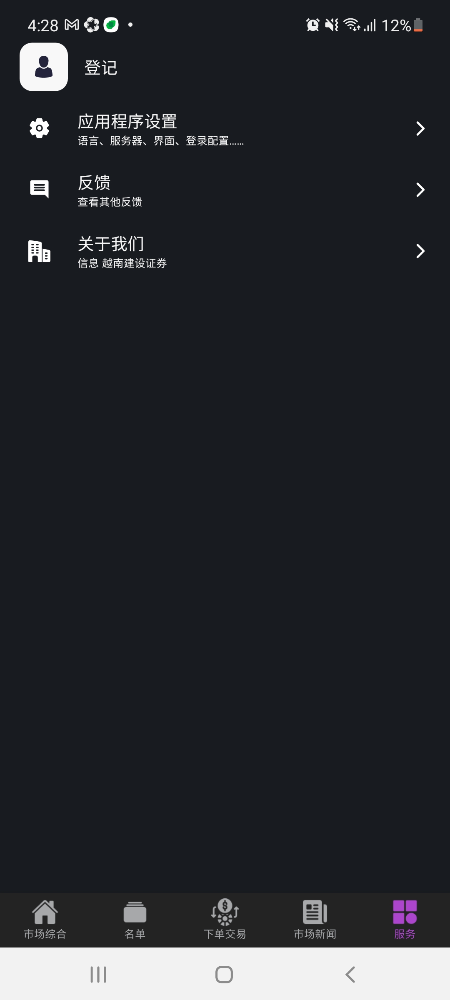 4:28
12%
登记
应用程序设置
语言、服务器、界面、登录配置......
反馈
查看其他反馈
关于我们
信息 越南建设证券
市场综合
名单
下单交易
市场新闻
服务